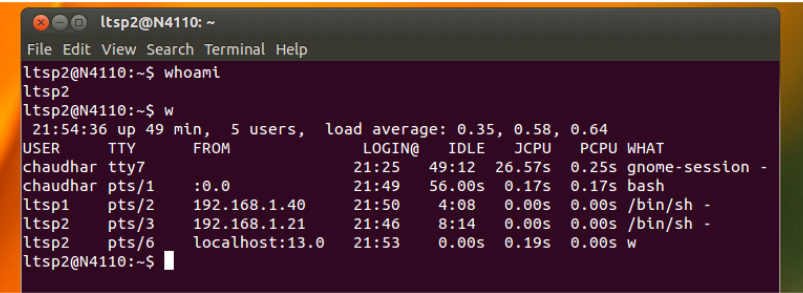 ltsp2@N4110: ~
File Edit View Search Terminal Help
ltsp2@N4110:~$ whoami
ltsp2
ltsp2@N4110:~$ w
 21:54:36 up 49 min,  5 users,  load average: 0.35, 0.58, 0.64
USER     TTY      FROM              LOGIN@   IDLE   JCPU   PCPU WHAT
chaudhar tty7                      21:25   49:12  26.57s  0.25s gnome-session -
chaudhar pts/1    :0.0             21:49   56.00s  0.17s  0.17s bash
ltsp1    pts/2    192.168.1.40     21:50    4:08   0.00s  0.00s /bin/sh -
ltsp2    pts/3    192.168.1.21     21:46    8:14   0.00s  0.00s /bin/sh -
ltsp2    pts/6    localhost:13.0   21:53    0.00s  0.19s  0.00s w
ltsp2@N4110:~$